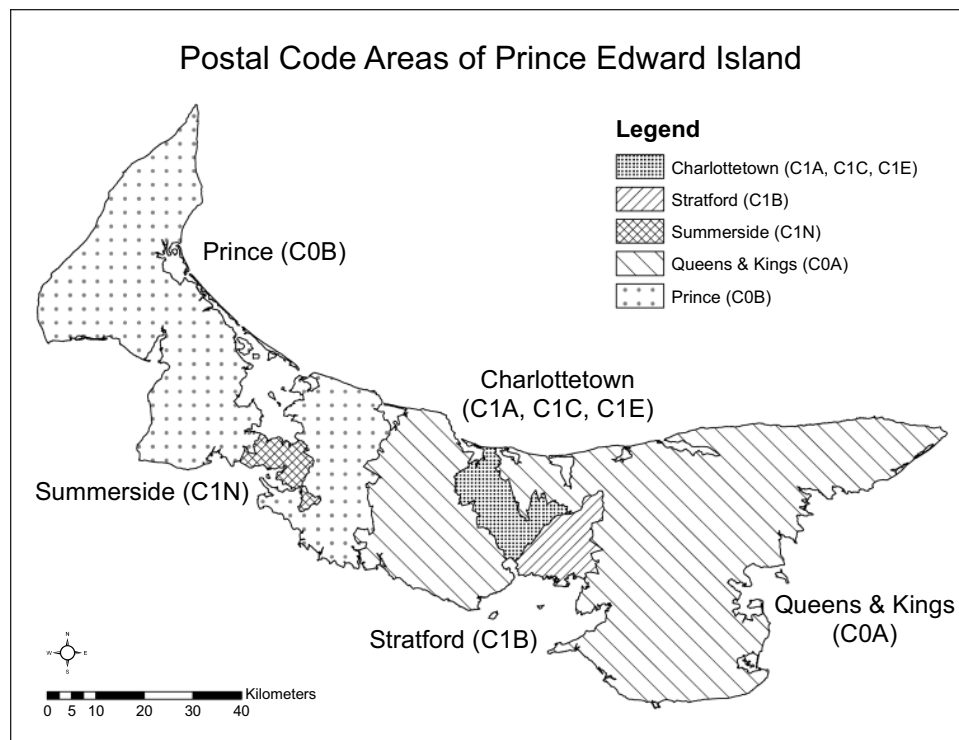 Postal Code Areas of Prince Edward Island
Legend
Charlottetown (C1A, C1C, C1E)
Stratford (C1B)
Summerside (C1N)
Queens & Kings (C0A)
Prince (C0B)
Prince (C0B)
Charlottetown
(C1A, C1C, C1E)
Summerside (C1N)
Stratford (C1B)
Queens & Kings
(C0A)
N
W E
S
Kilometers
0 5 10 20 30 40